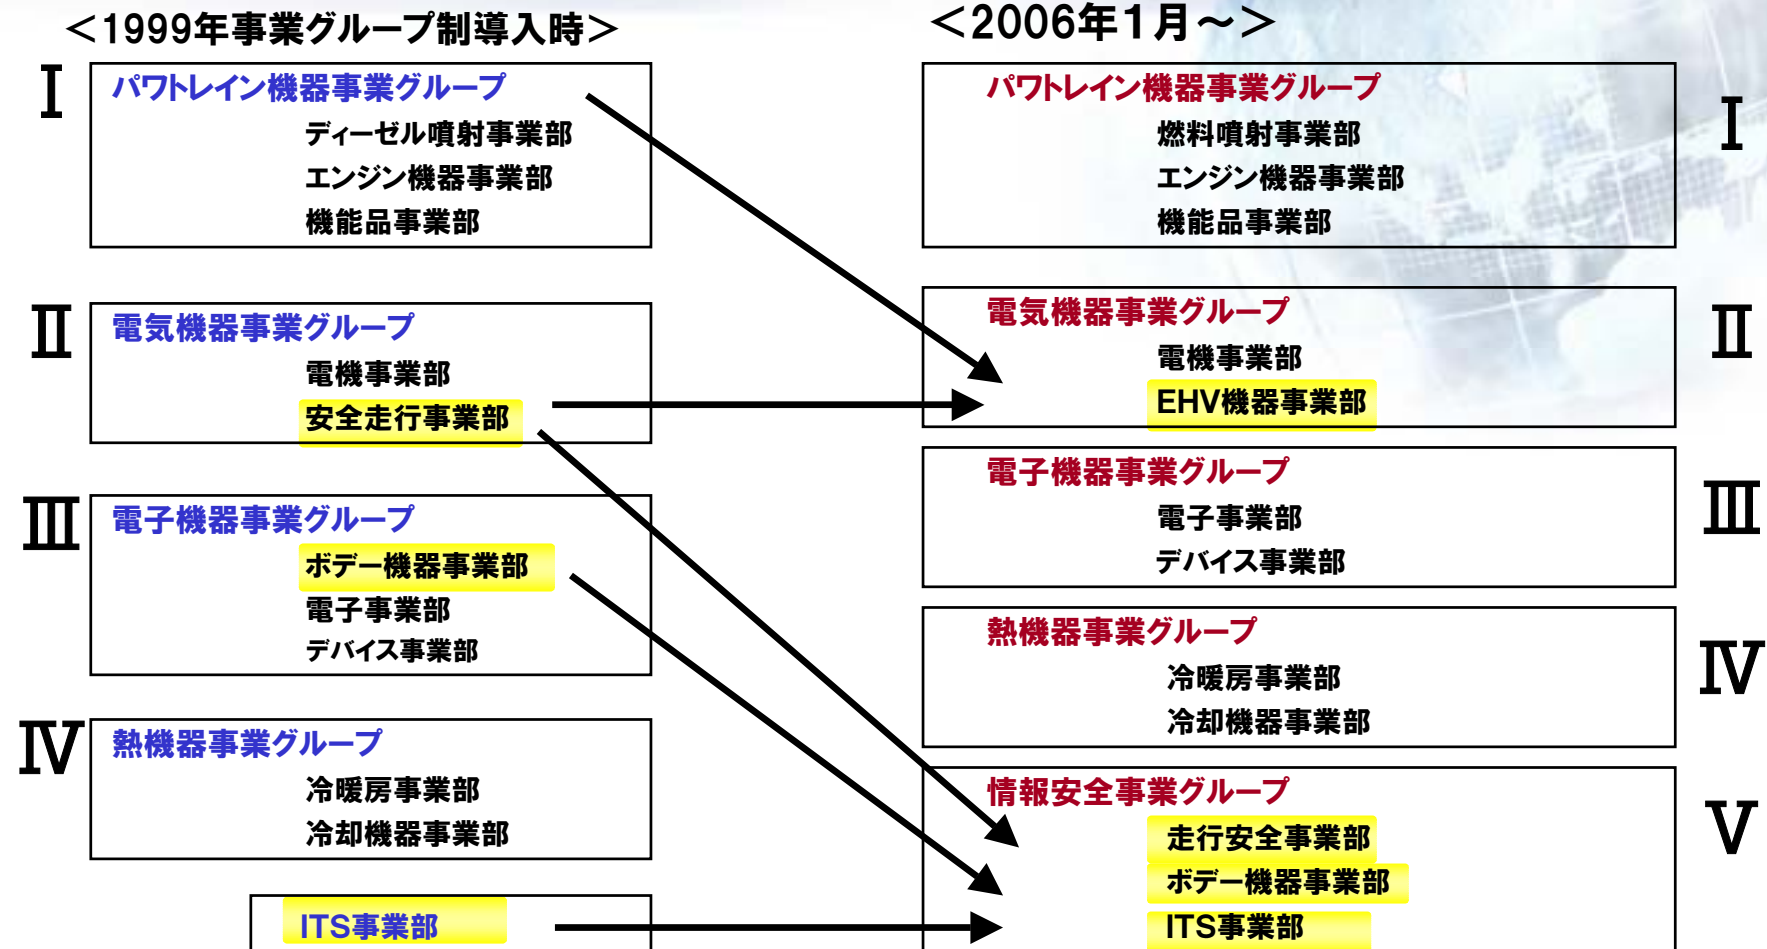 ＜1999年事業グループ制導入時＞
Ⅰ
パワトレイン機器事業グループ
ディーゼル噴射事業部
エンジン機器事業部
機能品事業部
Ⅱ
電気機器事業グループ
電機事業部
安全走行事業部
Ⅲ
電子機器事業グループ
ボデー機器事業部
電子事業部
デバイス事業部
Ⅳ
熱機器事業グループ
冷暖房事業部
冷却機器事業部
ITS事業部
＜2006年1月～＞
パワトレイン機器事業グループ
Ⅰ
燃料噴射事業部
エンジン機器事業部
機能品事業部
電気機器事業グループ
Ⅱ
電機事業部
EHV機器事業部
電子機器事業グループ
Ⅲ
電子事業部
デバイス事業部
熱機器事業グループ
Ⅳ
冷暖房事業部
冷却機器事業部
情報安全事業グループ
Ⅴ
走行安全事業部
ボデー機器事業部
ITS事業部